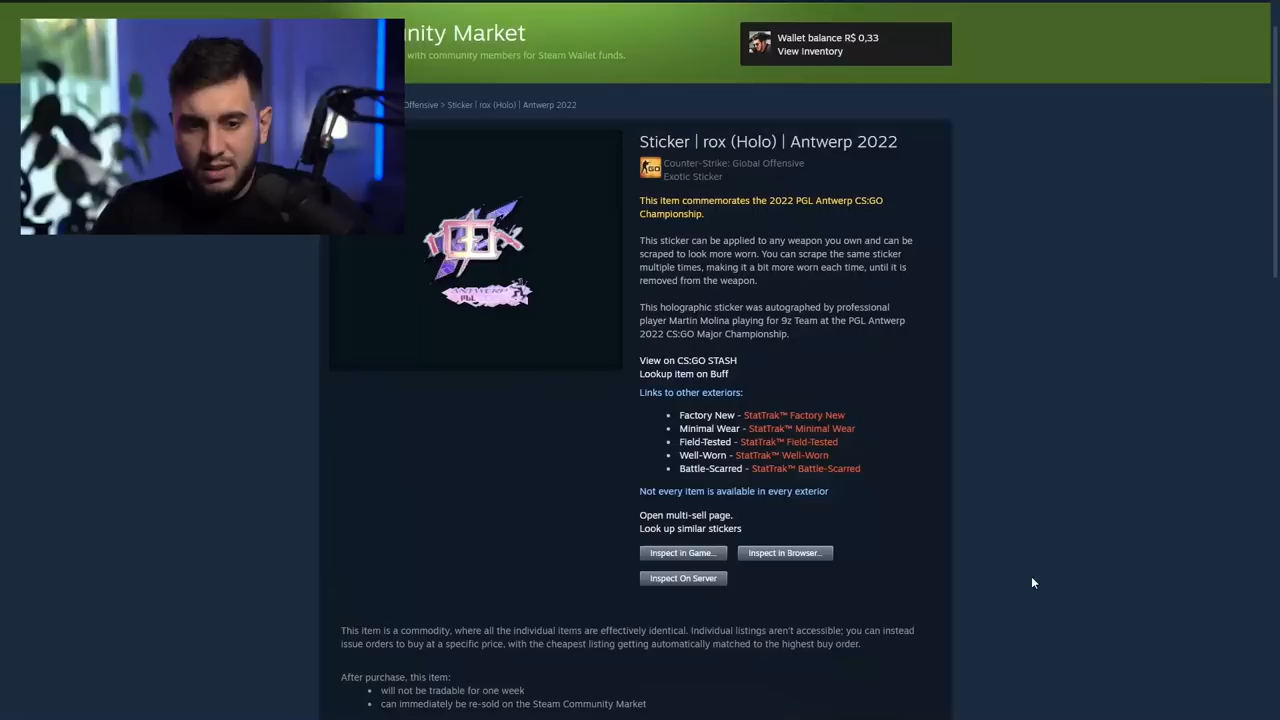 nity Market
with community members for Steam Wallet funds.
Wallet balance R$ 0,33
View Inventory
Offensive > Sticker | rox (Holo) | Antwerp 2022
Sticker | rox (Holo) | Antwerp 2022
GO
Counter-Strike: Global Offensive
Exotic Sticker
This item commemorates the 2022 PGL Antwerp CS:GO
Championship.
This sticker can be applied to any weapon you own and can be
scraped to look more worn. You can scrape the same sticker
multiple times, making it a bit more worn each time, until it is
removed from the weapon.
This holographic sticker was autographed by professional
player Martin Molina playing for 9z Team at the PGL Antwerp
2022 CS:GO Major Championship.
ANTWERP
PGL
View on CS:GO STASH
Lookup item on Buff
Links to other exteriors:
Factory New - StatTrak™ Factory New
Minimal Wear - StatTrak™ Minimal Wear
Field-Tested - StatTrak™ Field-Tested
Well-Worn - StatTrak™ Well-Worn
Battle-Scarred - StatTrak™ Battle-Scarred
Not every item is available in every exterior
Open multi-sell page.
Look up similar stickers
Inspect in Game...
Inspect in Browser...
Inspect On Server
This item is a commodity, where all the individual items are effectively identical. Individual listings aren't accessible; you can instead
issue orders to buy at a specific price, with the cheapest listing getting automatically matched to the highest buy order.
After purchase, this item:
will not be tradable for one week
can immediately be re-sold on the Steam Community Market